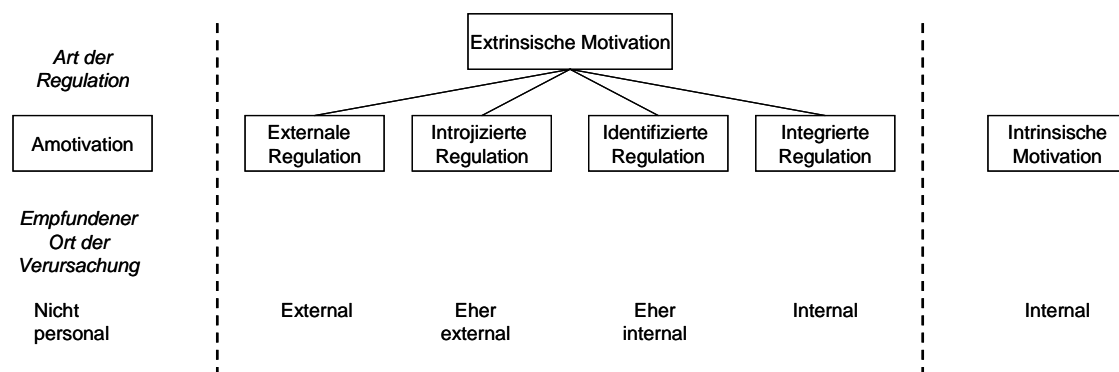 Extrinsische Motivation
Art der
Regulation
Amotivation
Externale
Regulation
Introjizierte
Regulation
Identifizierte
Regulation
Integrierte
Regulation
Intrinsische
Motivation
Empfundener
Ort der
Verursachung
Nicht
personal
External
Eher
external
Eher
internal
Internal
Internal